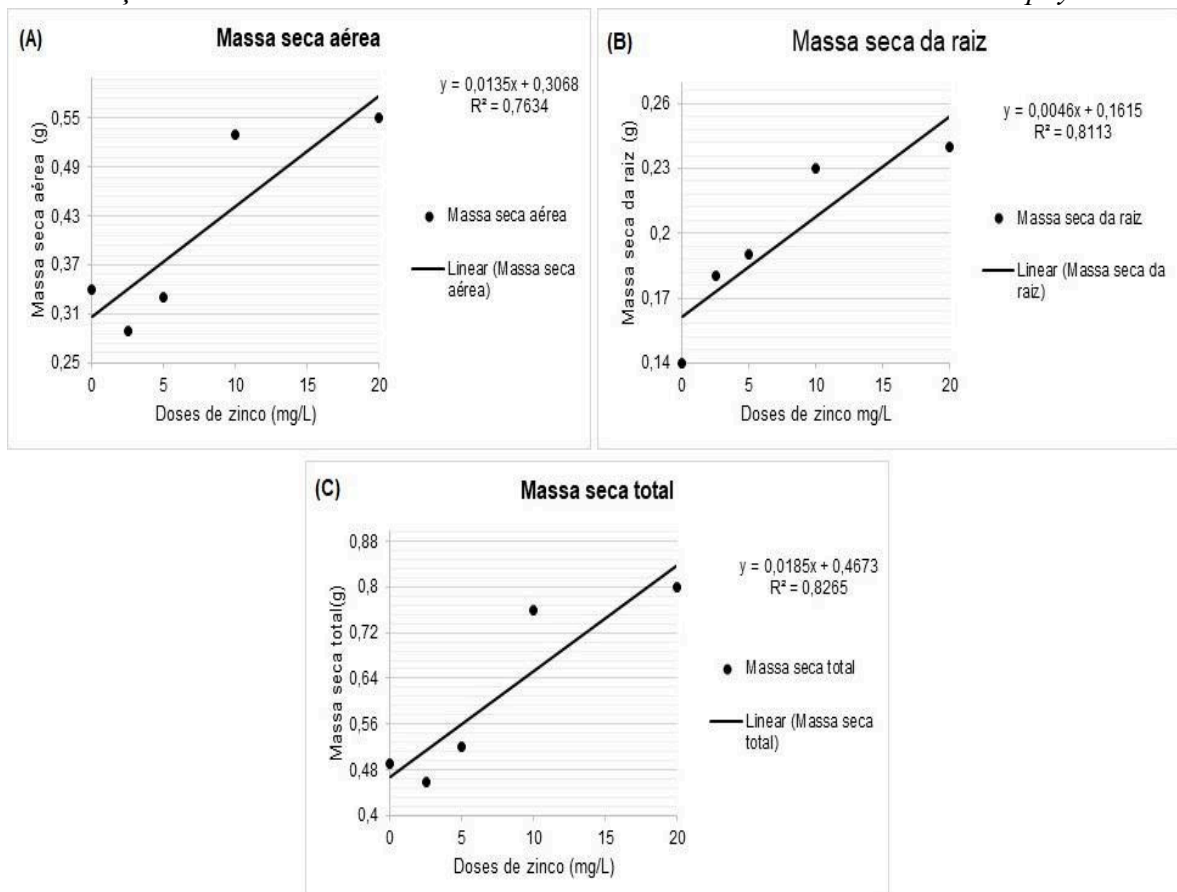 (A)
Massa seca aérea
y = 0,0135x + 0,3068
R² = 0,7634
Massa seca aérea (g)
0,55
0,49
0,43
0,37
0,31
0,25
0
5
10
15
20
Doses de zinco (mg/L)
Massa seca aérea
Linear (Massa seca
aérea)
(B)
Massa seca da raiz
y = 0,0046x + 0,1615
R² = 0,8113
Massa seca da raiz (g)
0,26
0,23
0,2
0,17
0,14
0
5
10
15
20
Doses de zinco mg/L
Massa seca da raiz
Linear (Massa seca da
raiz)
(C)
Massa seca total
y = 0,0185x + 0,4673
R² = 0,8265
Massa seca total(g)
0,88
0,8
0,72
0,64
0,56
0,48
0,4
0
5
10
15
20
Doses de zinco (mg/L)
Massa seca total
Linear (Massa seca
total)